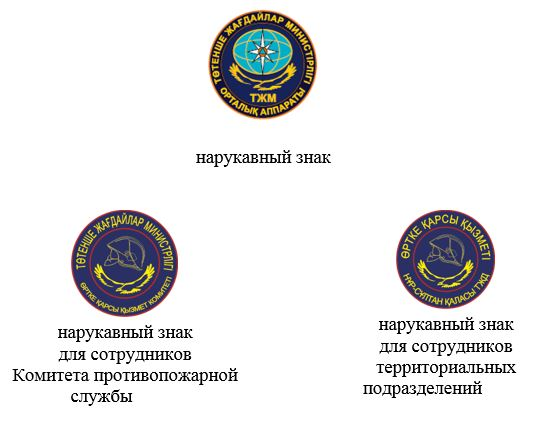 ТӨТЕНШЕ ЖАҒДАЙЛАР МИНИСТРЛІГІ
ТЖМ
ОРТАЛЫҚ АППАРАТЫ
нарукавный знак
ТӨТЕНШЕ ЖАҒДАЙЛАР МИНИСТРЛІГІ
ӨРТКЕ ҚАРСЫ ҚЫЗМЕТ КОМИТЕТІ
нарукавный знак
для сотрудников
Комитета противопожарной
службы
ӨРТКЕ ҚАРСЫ ҚЫЗМЕТІ
НҰР-СҰЛТАН ҚАЛАСЫ ТЖД
нарукавный знак
для сотрудников
территориальных
подразделений